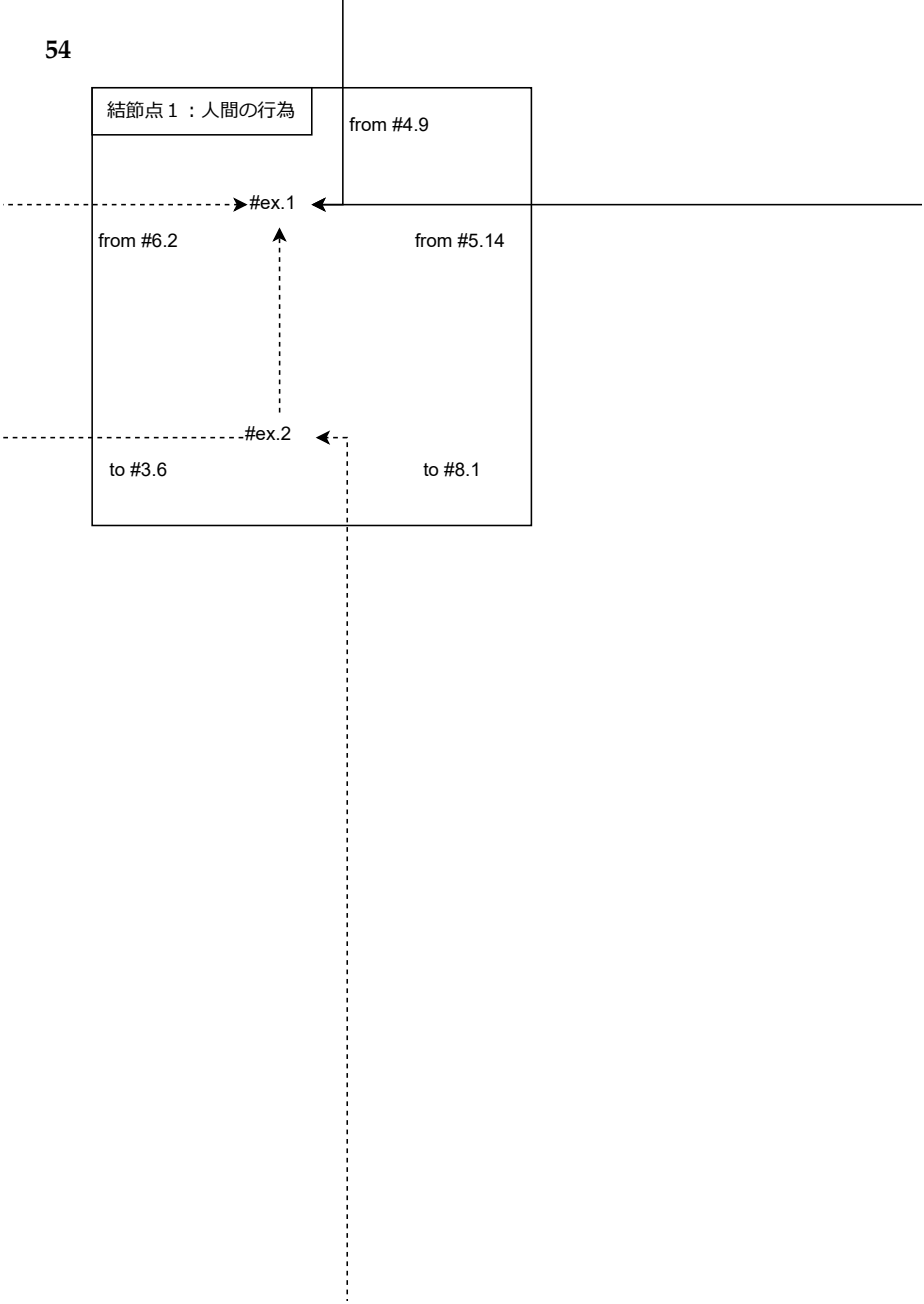 54
結節点１：人間の行為
from #4.9
#ex.1
from #6.2
from #5.14
#ex.2
to #3.6
to #8.1